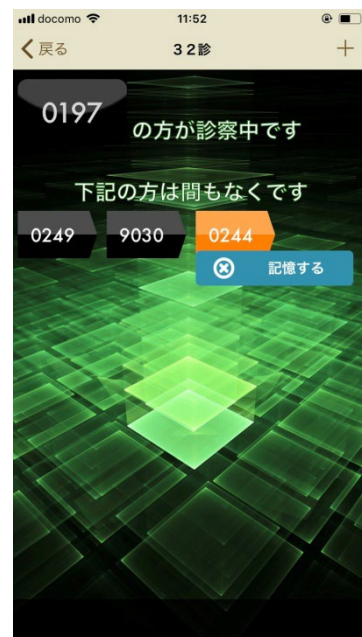 docomo 11:52
戻る 32診
0197
の方が診察中です
下記の方は間もなくです
0249 9030 0244
記憶する